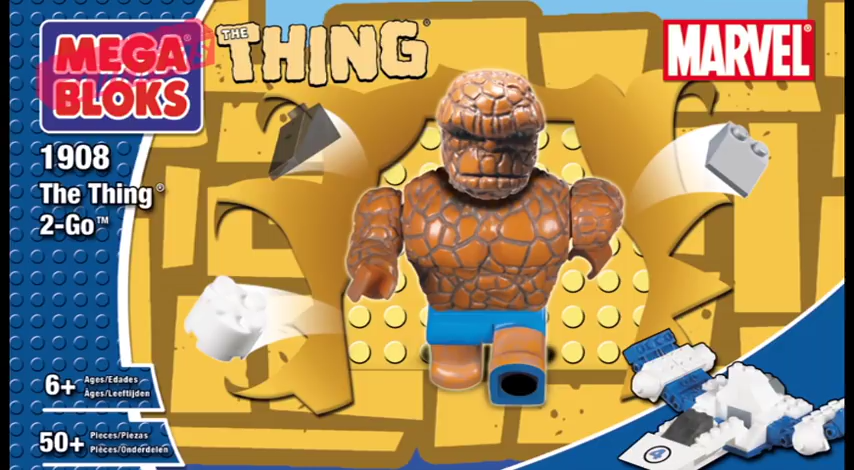 MEGA
BLOKS®
THE
THING®
MARVEL®
1908
The Thing®
2-Go™
6+ Ages/Edades
Âges/Leeftijden
50+ Pieces/Piezas
Pièces/Onderdelen
4